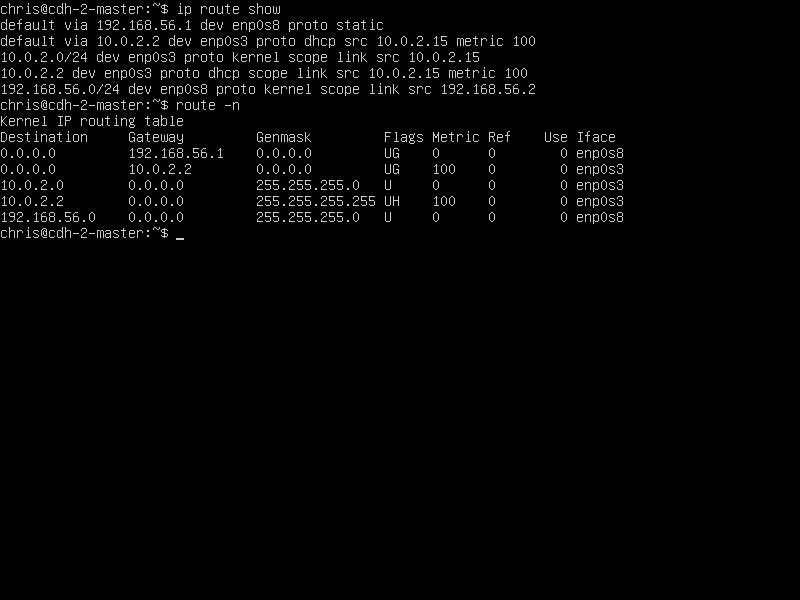 chris@cdh-2-master:~$ ip route show
default via 192.168.56.1 dev enp0s8 proto static
default via 10.0.2.2 dev enp0s3 proto dhcp src 10.0.2.15 metric 100
10.0.2.0/24 dev enp0s3 proto kernel scope link src 10.0.2.15
10.0.2.2 dev enp0s3 proto dhcp scope link src 10.0.2.15 metric 100
192.168.56.0/24 dev enp0s8 proto kernel scope link src 192.168.56.2
chris@cdh-2-master:~$ route -n
Kernel IP routing table
Destination     Gateway         Genmask         Flags Metric Ref    Use Iface
0.0.0.0         192.168.56.1    0.0.0.0         UG    0      0        0 enp0s8
0.0.0.0         10.0.2.2        0.0.0.0         UG    100    0        0 enp0s3
10.0.2.0        0.0.0.0         255.255.255.0   U     0      0        0 enp0s3
10.0.2.2        0.0.0.0         255.255.255.255 UH    100    0        0 enp0s3
192.168.56.0    0.0.0.0         255.255.255.0   U     0      0        0 enp0s8
chris@cdh-2-master:~$ _